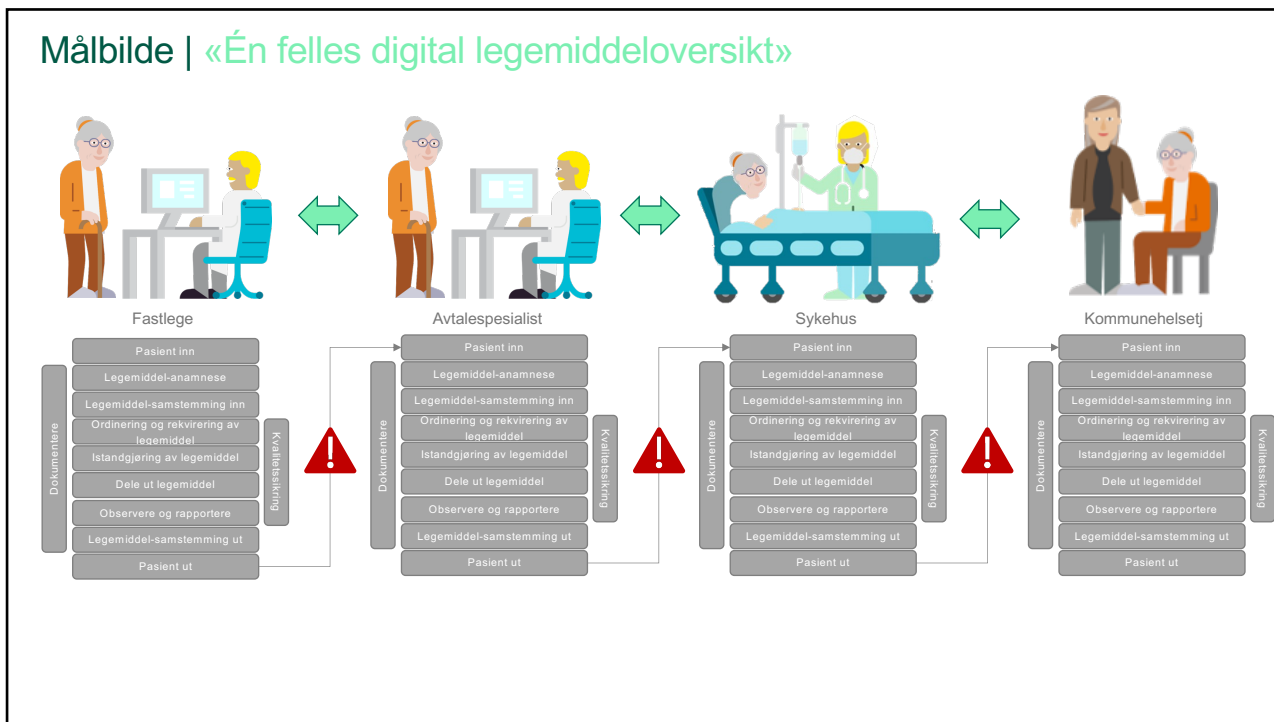 Målbilde | «Én felles digital legemiddeloversikt»
Fastlege
Pasient inn
Dokumentere
Legemiddel-anamnese
Legemiddel-samstemming inn
Ordinering og rekvirering av
legemiddel
Istandgjøring av legemiddel
Dele ut legemiddel
Observere og rapportere
Legemiddel-samstemming ut
Pasient ut
Kvalitetssikring
Avtalespesialist
Pasient inn
Dokumentere
Legemiddel-anamnese
Legemiddel-samstemming inn
Ordinering og rekvirering av
legemiddel
Istandgjøring av legemiddel
Dele ut legemiddel
Observere og rapportere
Legemiddel-samstemming ut
Pasient ut
Kvalitetssikring
Sykehus
Pasient inn
Dokumentere
Legemiddel-anamnese
Legemiddel-samstemming inn
Ordinering og rekvirering av
legemiddel
Istandgjøring av legemiddel
Dele ut legemiddel
Observere og rapportere
Legemiddel-samstemming ut
Pasient ut
Kvalitetssikring
Kommunehelsetj
Pasient inn
Dokumentere
Legemiddel-anamnese
Legemiddel-samstemming inn
Ordinering og rekvirering av
legemiddel
Istandgjøring av legemiddel
Dele ut legemiddel
Observere og rapportere
Legemiddel-samstemming ut
Pasient ut
Kvalitetssikring